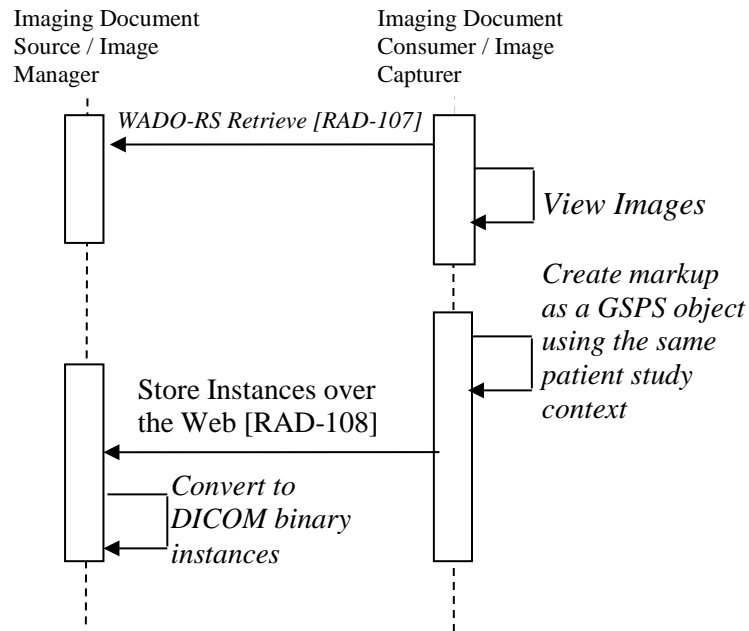 Imaging Document
Source / Image
Manager
Imaging Document
Consumer / Image
Capturer
WADO-RS Retrieve [RAD-107]
View Images
Create markup
as a GSPS object
using the same
patient study
context
Store Instances over
the Web [RAD-108]
Convert to
DICOM binary
instances